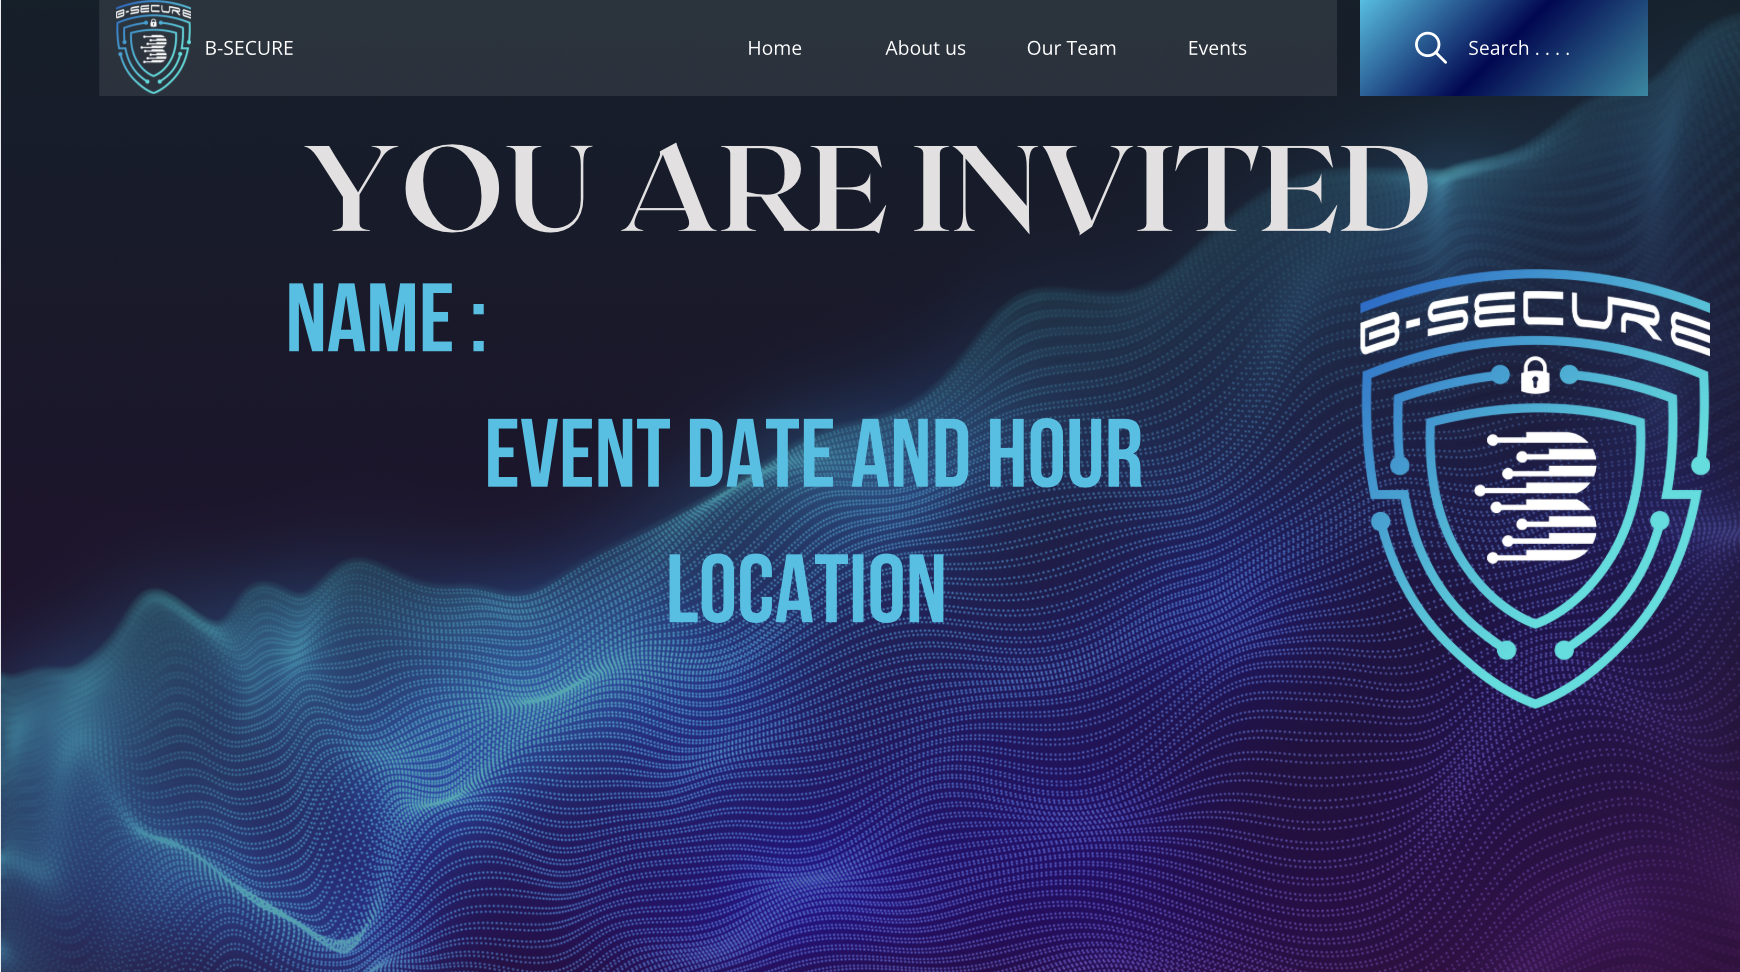 B-SECURE
B-SECURE
Home
About us
Our Team
Events
Search . . . .
YOU ARE INVITED
NAME :
EVENT DATE AND HOUR
LOCATION
B-SECURE